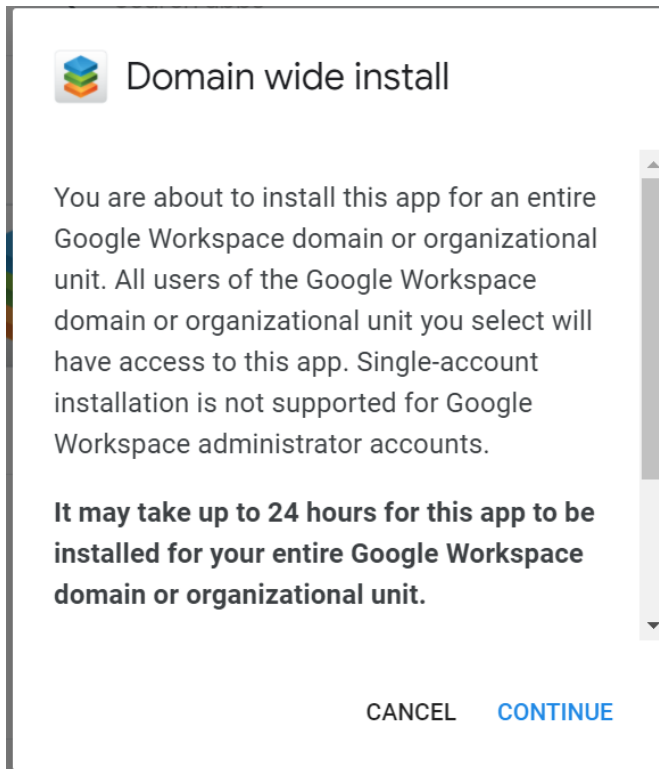 Domain wide install
You are about to install this app for an entire
Google Workspace domain or organizational
unit. All users of the Google Workspace
domain or organizational unit you select will
have access to this app. Single-account
installation is not supported for Google
Workspace administrator accounts.
It may take up to 24 hours for this app to be
installed for your entire Google Workspace
domain or organizational unit.
CANCEL CONTINUE